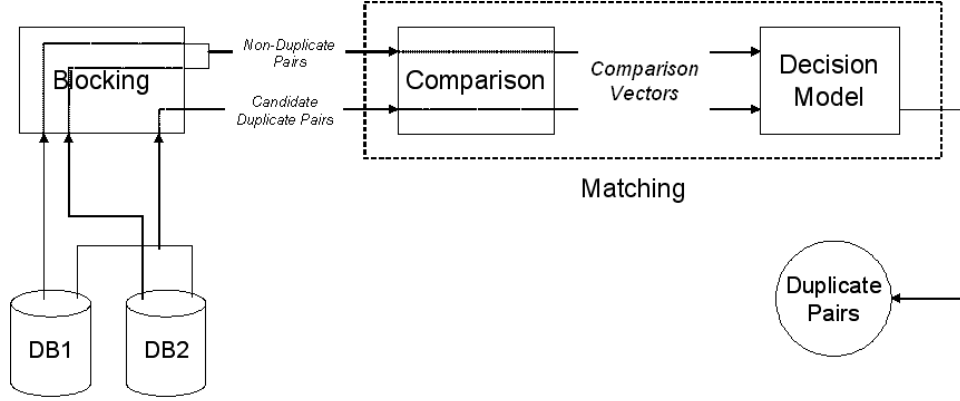 Non-Duplicate
Pairs
Blocking
Candidate
Duplicate Pairs
Comparison
Comparison
Vectors
Decision
Model
Matching
Duplicate
Pairs
DB1
DB2